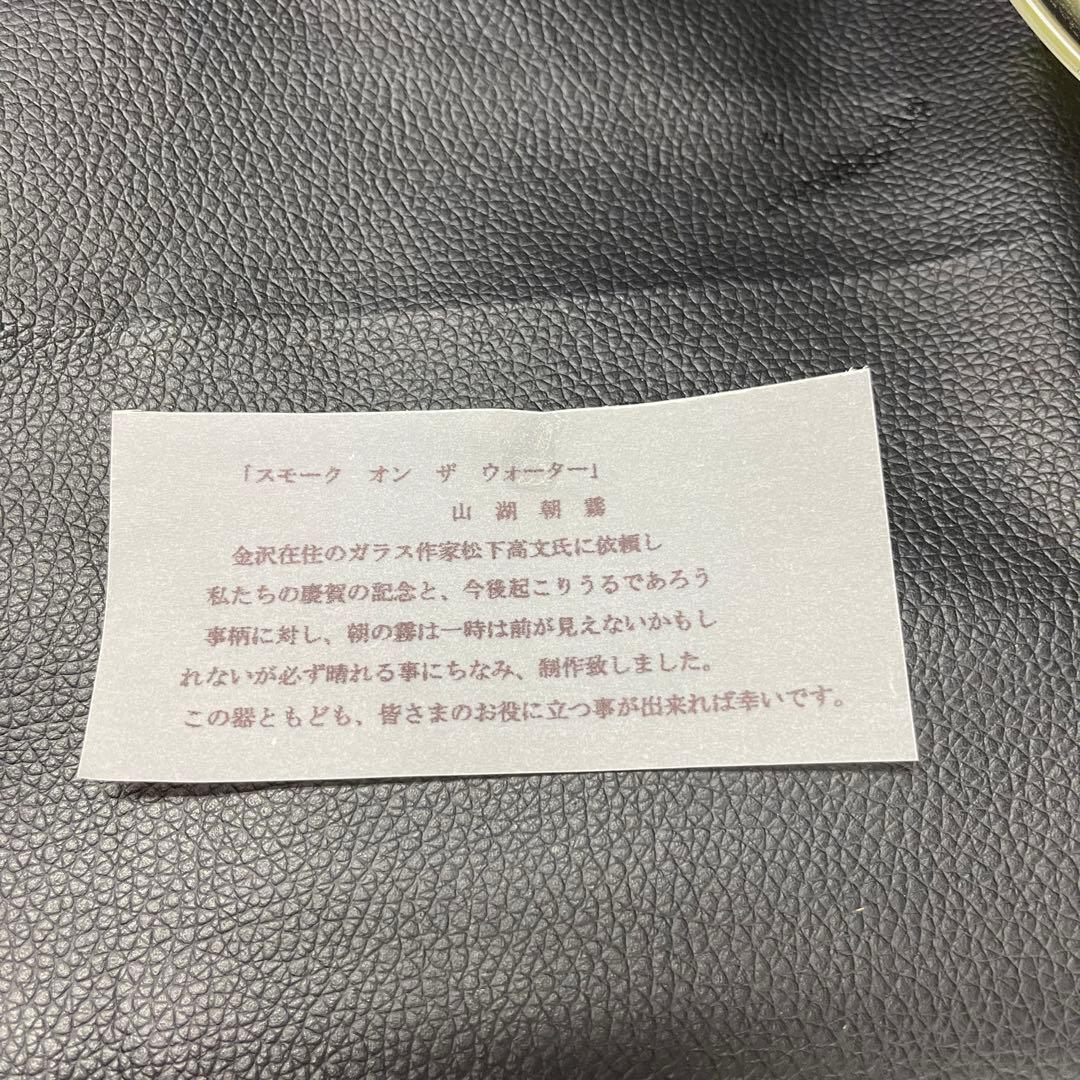 「スモーク　オン　ザ　ウォーター」
山　湖　朝　霧
金沢在住のガラス作家松下高文氏に依頼し
私たちの慶賀の記念と、今後起こりうるであろう
事柄に対し、朝の霧は一時は前が見えないかもし
れないが必ず晴れる事にちなみ、制作致しました。
この器ともども、皆さまのお役に立つ事が出来れば幸いです。